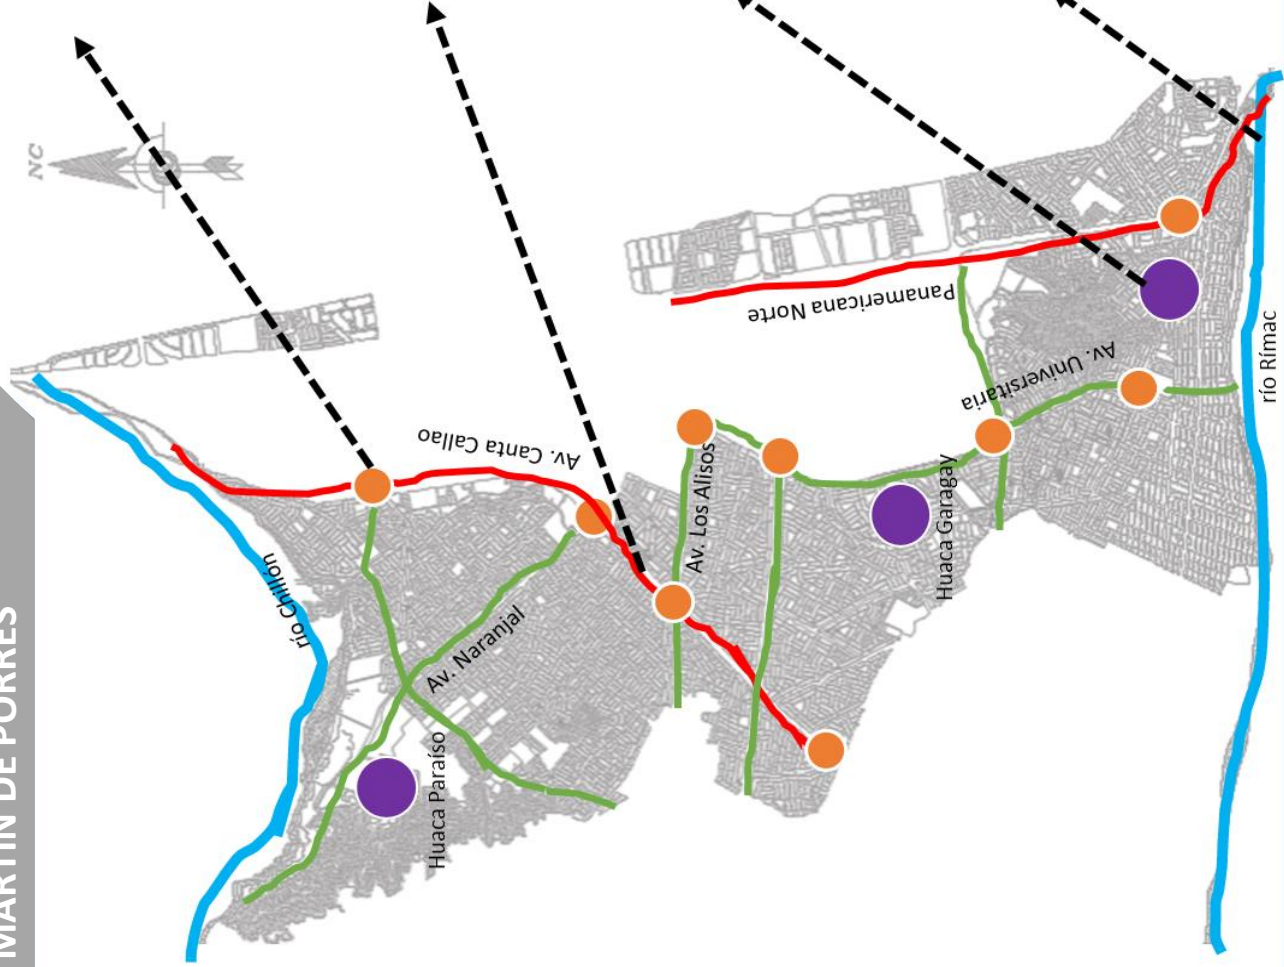 MARTIN DE PORRES
NC
Av. Canta Callao
río Chillón
Av. Naranjal
Huaca Paraíso
Av. Los Alisos
Huaca Garagay
Panamericana Norte
Av. Universitaria
río Rímac